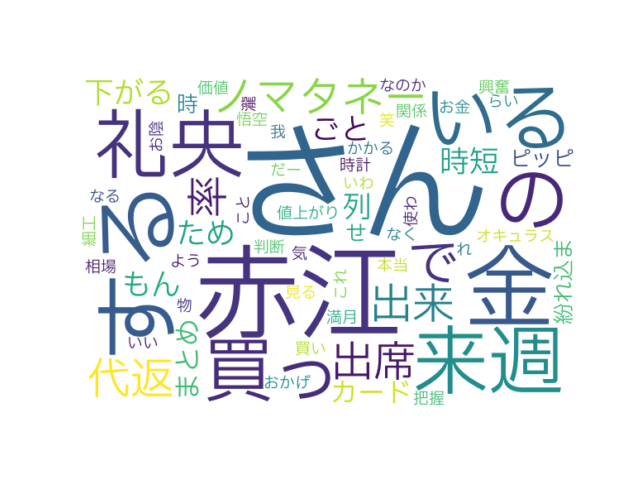 下がる
価値
ノマタネー
なのか
興奮
時
悟空
我
笑
関係
お金
らい
いる
お陰
礼央
ごと
かかる
時計
時短
ピッピ
さん
の
なる
率
だー
いわ
列
使わ
ため
値上がり
せ
なく
オキュラス
細工
相場
よう
判断
気
本当
れ
で
金
紛れ込ま
する
もん
赤江
これ
物
見る
満月
出来
いい
まとめ
買っ
買い
出席
来週
代返
おかげ
カード
把握